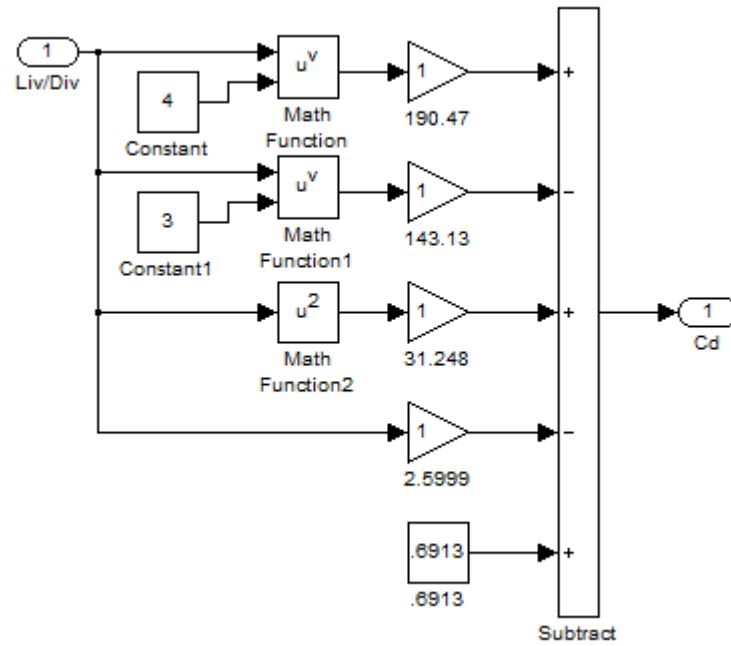 1
Liv/Div
4
Constant
u^v
Math
Function
1
190.47
+
3
Constant1
u^v
Math
Function1
1
143.13
−
u^2
Math
Function2
1
31.248
+
1
Cd
1
2.5999
−
.6913
.6913
+
Subtract